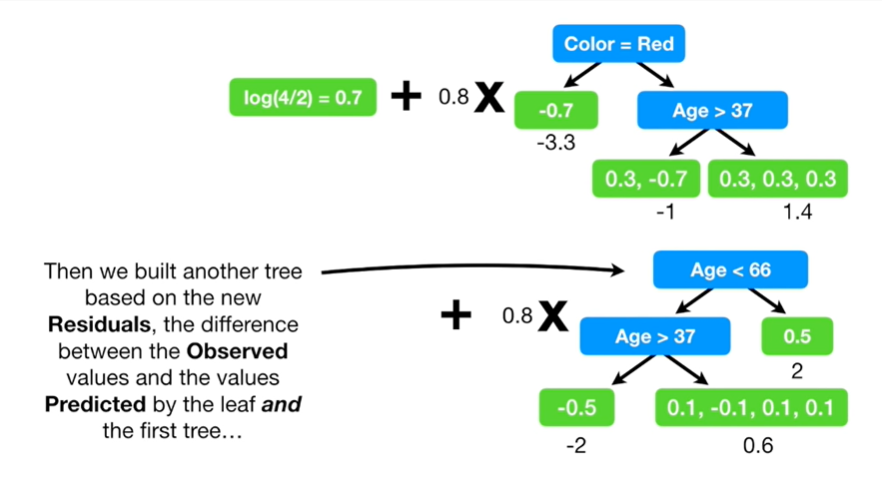 Color = Red
log(4/2) = 0.7 + 0.8 X -0.7 Age > 37
-3.3
0.3, -0.7 0.3, 0.3, 0.3
-1 1.4
Then we built another tree
based on the new
Residuals, the difference
between the Observed
values and the values
Predicted by the leaf and
the first tree…
Age < 66
+ 0.8 X Age > 37 0.5
2
-0.5 0.1, -0.1, 0.1, 0.1
-2 0.6